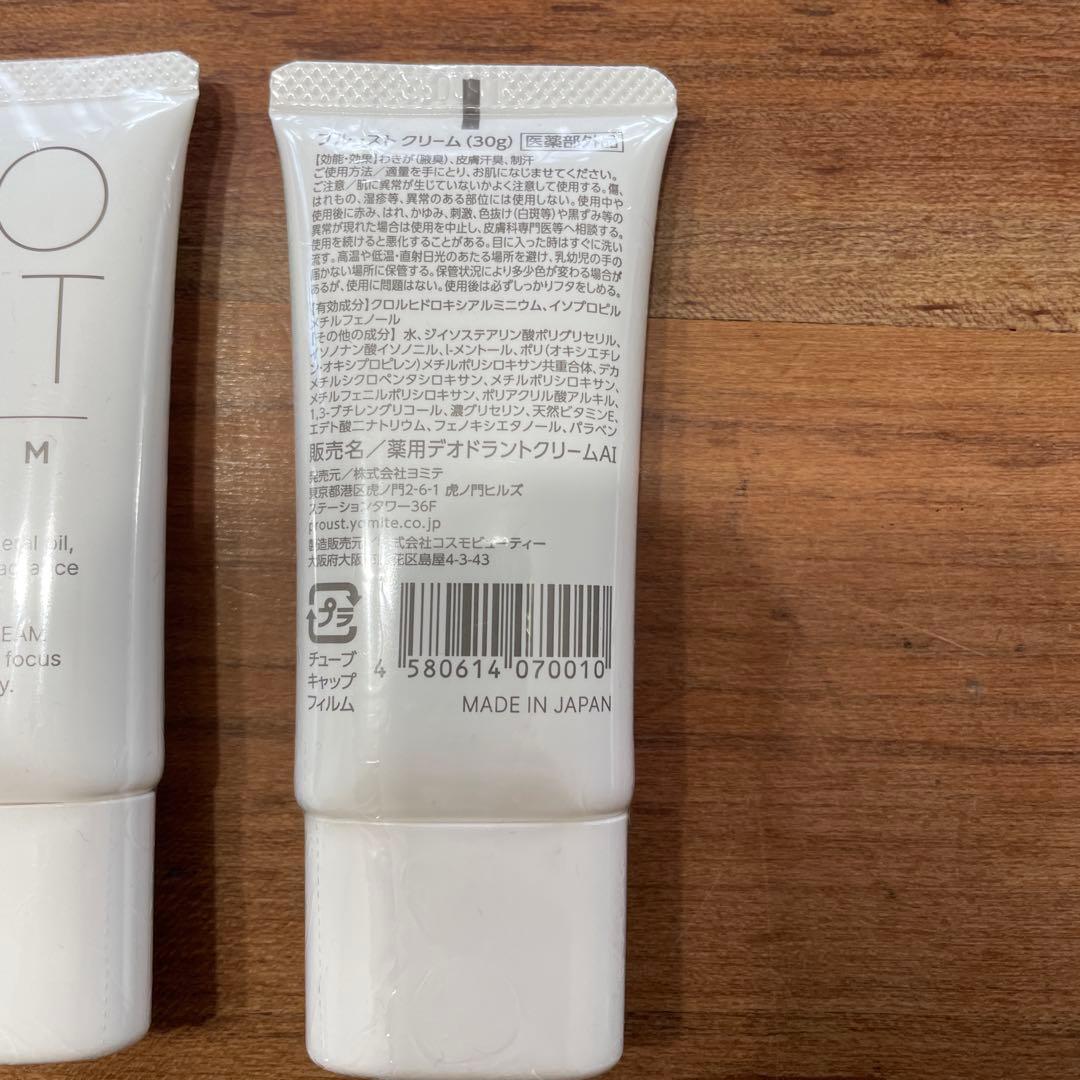 O
T
M
eral oil,
fragrance
EAM
focus
y.
プルースト クリーム (30g) 医薬部外品
【効能・効果】わきが(腋臭)、皮膚汗臭、制汗
ご使用方法/適量を手にとり、お肌になじませてください。
ご注意/肌に異常が生じていないかよく注意して使用する。傷、
はれもの、湿疹等、異常のある部位には使用しない。使用中や
使用後に赤み、はれ、かゆみ、刺激、色抜け(白斑等)や黒ずみ等の
異常が現れた場合は使用を中止し、皮膚科専門医等へ相談する。
使用を続けると悪化することがある。目に入った時はすぐに洗い
流す。高温や低温・直射日光のあたる場所を避け、乳幼児の手の
届かない場所に保管する。保管状況により多少色が変わる場合が
あるが、使用に問題はない。使用後は必ずしっかりフタをしめる。
【有効成分】クロルヒドロキシアルミニウム、イソプロピル
メチルフェノール
【その他の成分】水、ジイソステアリン酸ポリグリセリル、
イソノナン酸イソノニル、l-メントール、ポリ(オキシエチレ
ン・オキシプロピレン)メチルポリシロキサン共重合体、デカ
メチルシクロペンタシロキサン、メチルポリシロキサン、
メチルフェニルポリシロキサン、ポリアクリル酸アルキル、
1,3-ブチレングリコール、濃グリセリン、天然ビタミンE、
エデト酸二ナトリウム、フェノキシエタノール、パラベン
販売名/薬用デオドラントクリームAI
発売元/株式会社ヨミテ
東京都港区虎ノ門2-6-1 虎ノ門ヒルズ
ステーションタワー36F
proust.yomite.co.jp
製造販売元/株式会社コスモビューティー
大阪府大阪市此花区島屋4-3-43
プラ
チューブ
キャップ
フィルム
4 580614 070010
MADE IN JAPAN